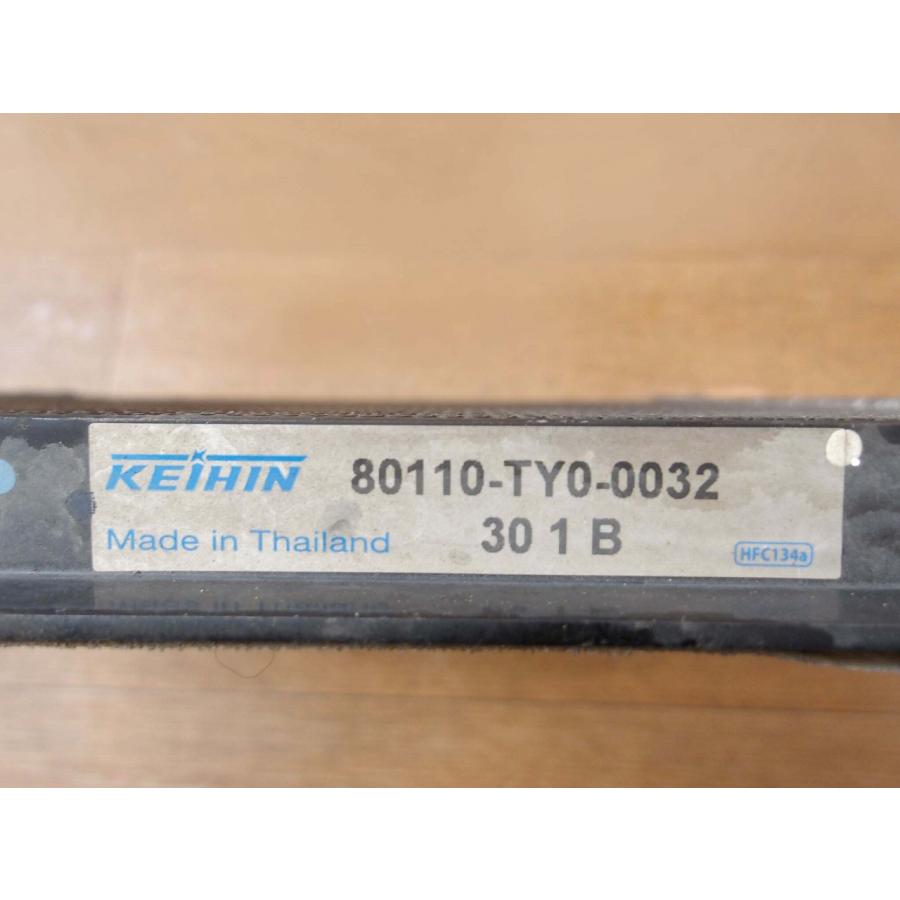 KEIHIN 80110-TY0-0032
Made in Thailand 30 1 B
HFC134a